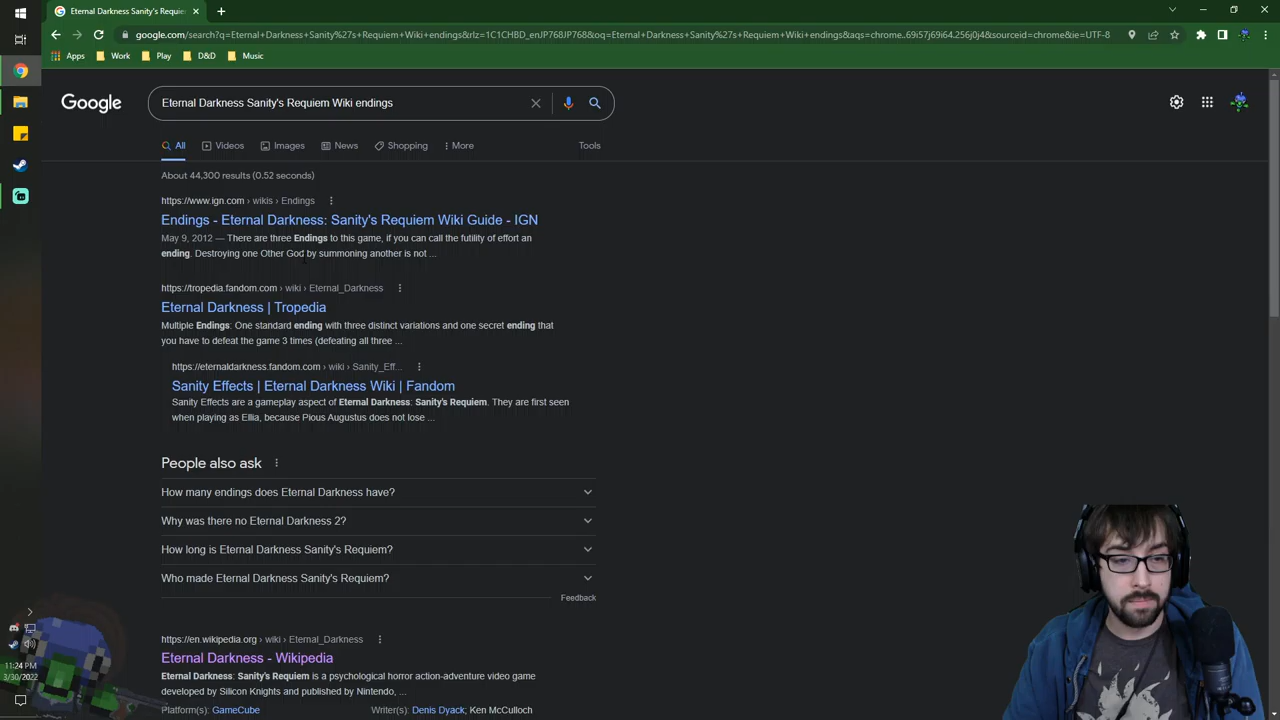 Eternal Darkness Sanity's Requie
google.com/search?q=Eternal+Darkness+Sanity%27s+Requiem+Wiki+endings&rlz=1C1CHBD_enJP768JP768&oq=Eternal+Darkness+Sanity%27s+Requiem+Wiki+endings&aqs=chrome..69i57j69i64.256j0j4&sourceid=chrome&ie=UTF-8
Apps Work Play D&D Music
Google
Eternal Darkness Sanity's Requiem Wiki endings
All Videos Images News Shopping More Tools
About 44,300 results (0.52 seconds)
https://www.ign.com › wikis › Endings
Endings - Eternal Darkness: Sanity's Requiem Wiki Guide - IGN
May 9, 2012 — There are three Endings to this game, if you can call the futility of effort an
ending. Destroying one Other God by summoning another is not ...
https://tropedia.fandom.com › wiki › Eternal_Darkness
Eternal Darkness | Tropedia
Multiple Endings: One standard ending with three distinct variations and one secret ending that
you have to defeat the game 3 times (defeating all three ...
https://eternaldarkness.fandom.com › wiki › Sanity_Eff...
Sanity Effects | Eternal Darkness Wiki | Fandom
Sanity Effects are a gameplay aspect of Eternal Darkness: Sanity's Requiem. They are first seen
when playing as Ellia, because Pious Augustus does not lose ...
People also ask
How many endings does Eternal Darkness have?
Why was there no Eternal Darkness 2?
How long is Eternal Darkness Sanity's Requiem?
Who made Eternal Darkness Sanity's Requiem?
Feedback
https://en.wikipedia.org › wiki › Eternal_Darkness
Eternal Darkness - Wikipedia
Eternal Darkness: Sanity's Requiem is a psychological horror action-adventure video game
developed by Silicon Knights and published by Nintendo, ...
Platform(s): GameCube Writer(s): Denis Dyack; Ken McCulloch
11:24 PM
3/30/2022